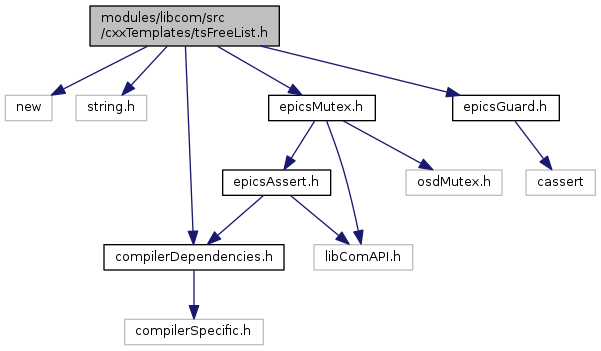 modules/libcom/src
/cxxTemplates/tsFreeList.h
new
string.h
epicsMutex.h
epicsGuard.h
epicsAssert.h
osdMutex.h
cassert
compilerDependencies.h
libComAPI.h
compilerSpecific.h